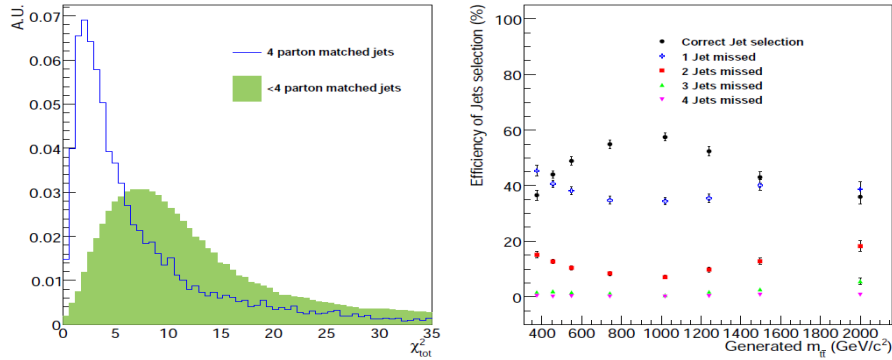 A.U.
0.07
0.06
0.05
0.04
0.03
0.02
0.01
0
4 parton matched jets
<4 parton matched jets
0 5 10 15 20 25 30 35
χ²tot
Efficiency of Jets selection (%)
100
80
60
40
20
0
Correct Jet selection
1 Jet missed
2 Jets missed
3 Jets missed
4 Jets missed
400 600 800 1000 1200 1400 1600 1800 2000
Generated m_tt̄ (GeV/c²)